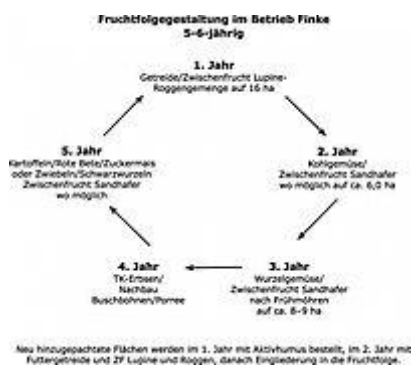 Fruchtfolgegestaltung im Betrieb Finke
5-6-jährig
1. Jahr
Getreide/Zwischenfrucht Lupine-
Roggengemenge auf 16 ha
2. Jahr
Kohlgemüse/
Zwischenfrucht Sandhafer
wo möglich auf ca. 6,0 ha
3. Jahr
Wurzelgemüse/
Zwischenfrucht Sandhafer
nach Frühmöhren
auf ca. 8-9 ha
4. Jahr
TK-Erbsen/
Nachbau
Buschbohnen/Porree
5. Jahr
Kartoffeln/Rote Bete/Zuckermais
oder Zwiebeln/Schwarzwurzeln
Zwischenfrucht Sandhafer
wo möglich
Neu hinzugepachtete Flächen werden im 1. Jahr mit Aktivhumus bestellt, im 2. Jahr mit
Futtergetreide und ZF Lupine und Roggen, danach Eingliederung in die Fruchtfolge.